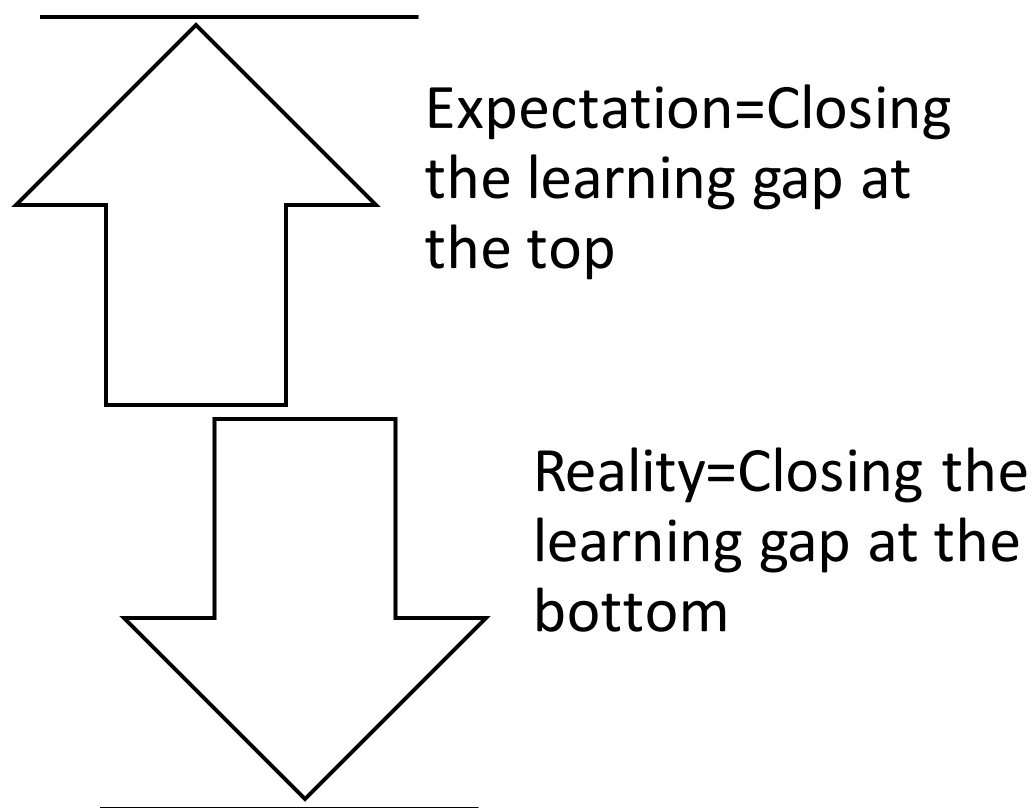 Expectation=Closing
the learning gap at
the top
Reality=Closing the
learning gap at the
bottom